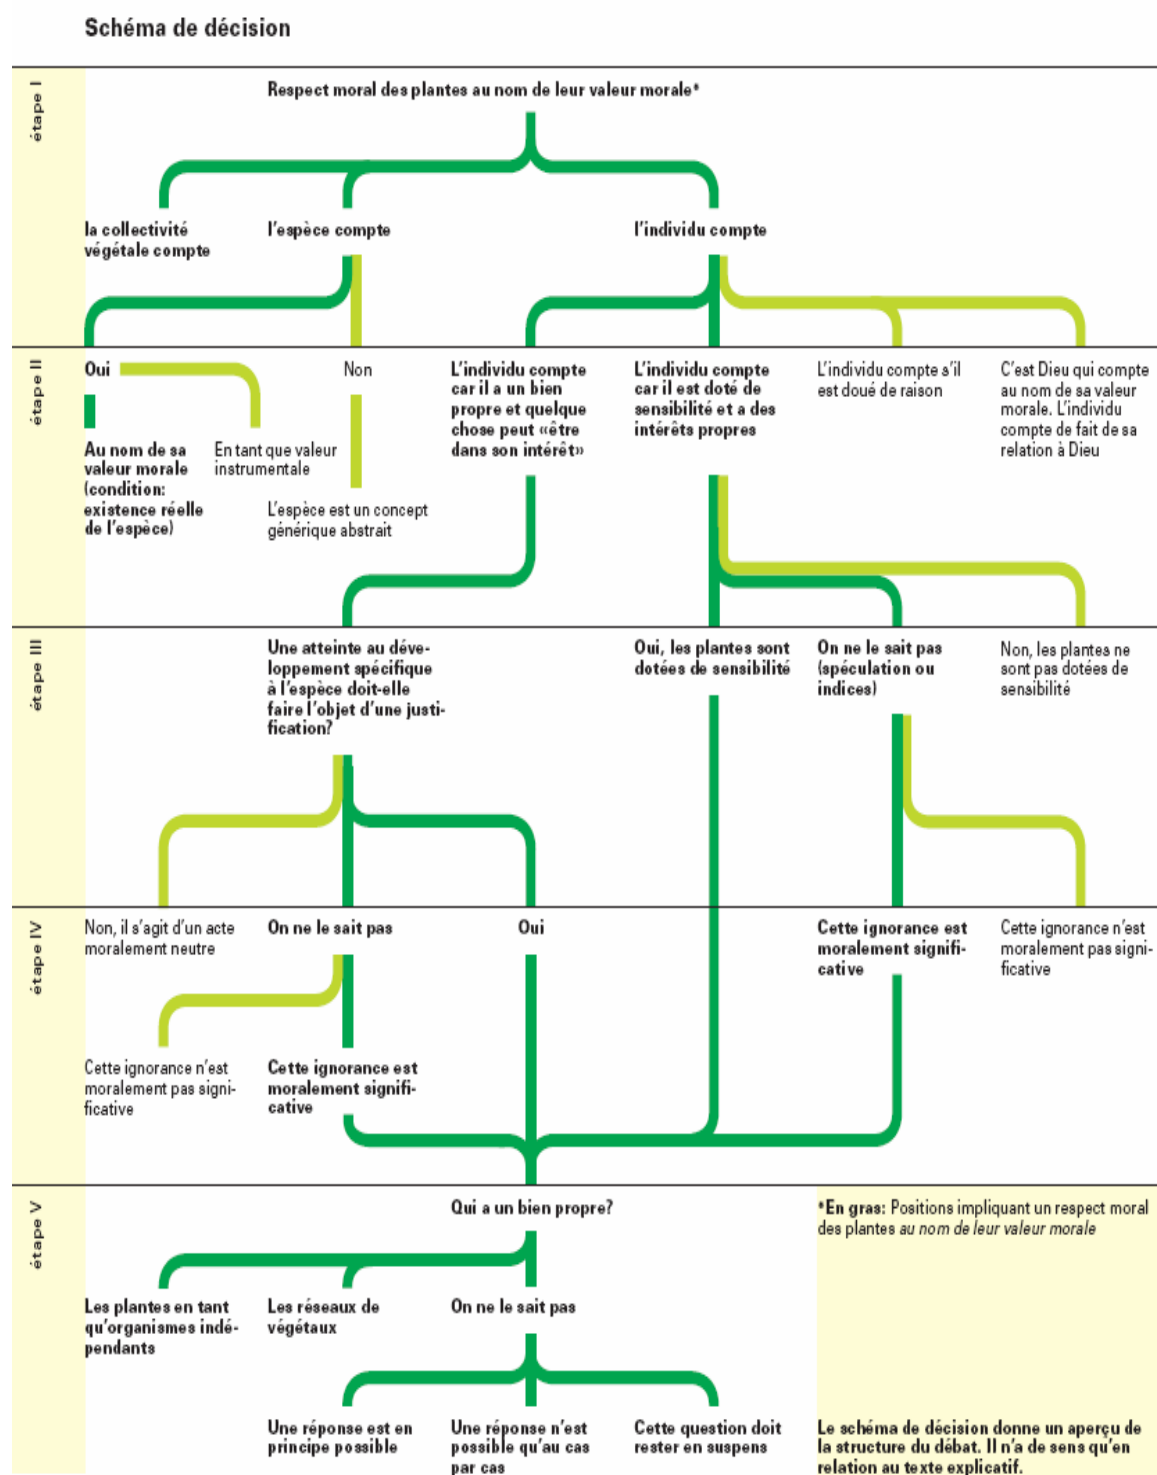 Schéma de décision
étape I
Respect moral des plantes au nom de leur valeur morale*
la collectivité
végétale compte
l'espèce compte
l'individu compte
étape II
Oui
Non
L'individu compte
car il a un bien
propre et quelque
chose peut «être
dans son intérêt»
L'individu compte
car il est doté de
sensibilité et a des
intérêts propres
L'individu compte s'il
est doué de raison
C'est Dieu qui compte
au nom de sa valeur
morale. L'individu
compte de fait de sa
relation à Dieu
Au nom de sa
valeur morale
(condition:
existence réelle
de l'espèce)
En tant que valeur
instrumentale
L'espèce est un concept
générique abstrait
étape III
Une atteinte au déve-
loppement spécifique
à l'espèce doit-elle
faire l'objet d'une justi-
fication?
Oui, les plantes sont
dotées de sensibilité
On ne le sait pas
(spéculation ou
indices)
Non, les plantes ne
sont pas dotées de
sensibilité
étape IV
Non, il s'agit d'un acte
moralement neutre
On ne le sait pas
Oui
Cette ignorance est
moralement signifi-
cative
Cette ignorance n'est
moralement pas signi-
ficative
Cette ignorance n'est
moralement pas signi-
ficative
Cette ignorance est
moralement signifi-
cative
étape V
Qui a un bien propre?
*En gras: Positions impliquant un respect moral
des plantes au nom de leur valeur morale
Les plantes en tant
qu'organismes indé-
pendants
Les réseaux de
végétaux
On ne le sait pas
Une réponse est en
principe possible
Une réponse n'est
possible qu'au cas
par cas
Cette question doit
rester en suspens
Le schéma de décision donne un aperçu de
la structure du débat. Il n'a de sens qu'en
relation au texte explicatif.